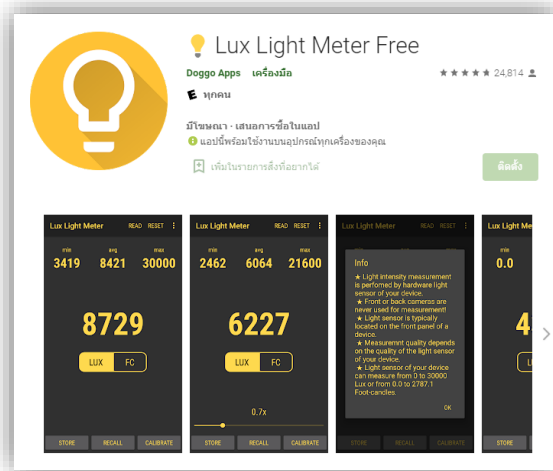 Lux Light Meter Free
Doggo Apps เครื่องมือ
24,814
E ทุกคน
มีโฆษณา · เสนอการซื้อในแอป
แอปนี้พร้อมใช้งานบนอุปกรณ์ทุกเครื่องของคุณ
เพิ่มในรายการสิ่งที่อยากได้
ติดตั้ง
Lux Light Meter READ RESET
min avg max
3419 8421 30000
8729
LUX FC
STORE RECALL CALIBRATE
Lux Light Meter READ RESET
min avg max
2462 6064 21600
6227
LUX FC
0.7x
STORE RECALL CALIBRATE
Lux Light Meter READ RESET
Info
★ Light intensity measurement
is perfomed by hardware light
sensor of your device.
★ Front or back cameras are
never used for measurement!
★ Light sensor is typically
located on the front panel of a
device.
★ Measuremnt quality depends
on the quality of the light sensor
of your device.
★ Light sensor of your device
can measure from 0 to 30000
Lux or from 0.0 to 2787.1
Foot-candles.
OK
STORE RECALL CALIBRATE
Lux Light Me
min
0.0
4
STORE